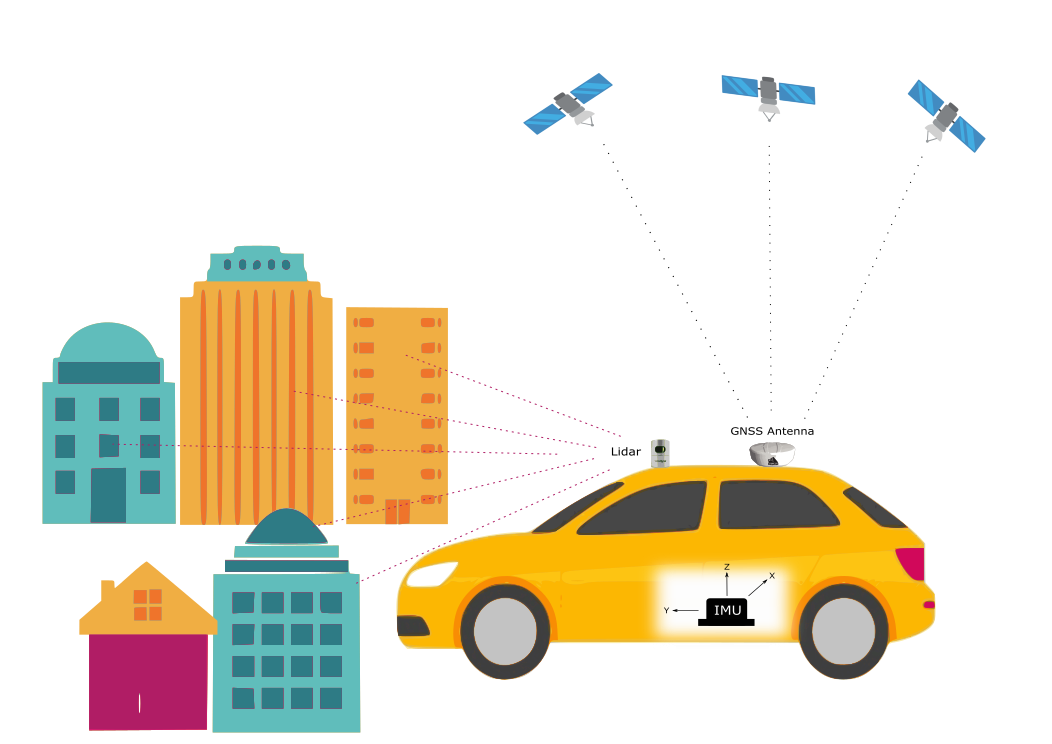 GNSS Antenna
Lidar
Z
X
Y
IMU